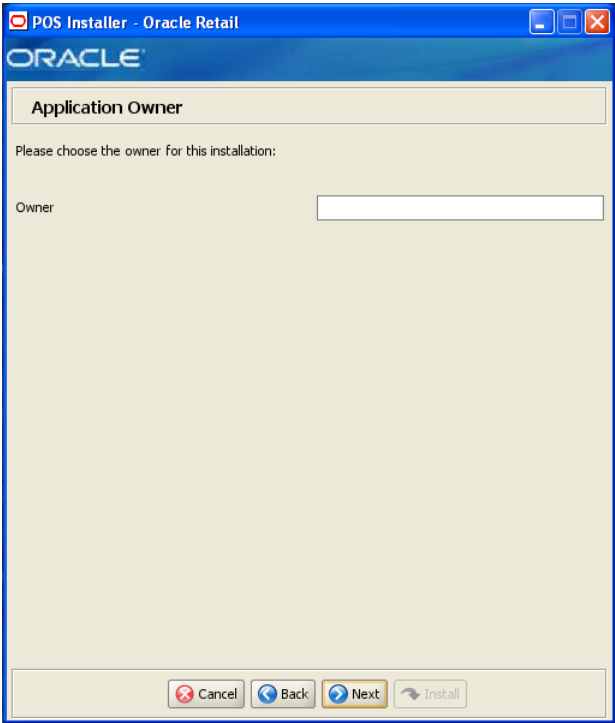 POS Installer - Oracle Retail
ORACLE
Application Owner
Please choose the owner for this installation:
Owner
Cancel Back Next Install